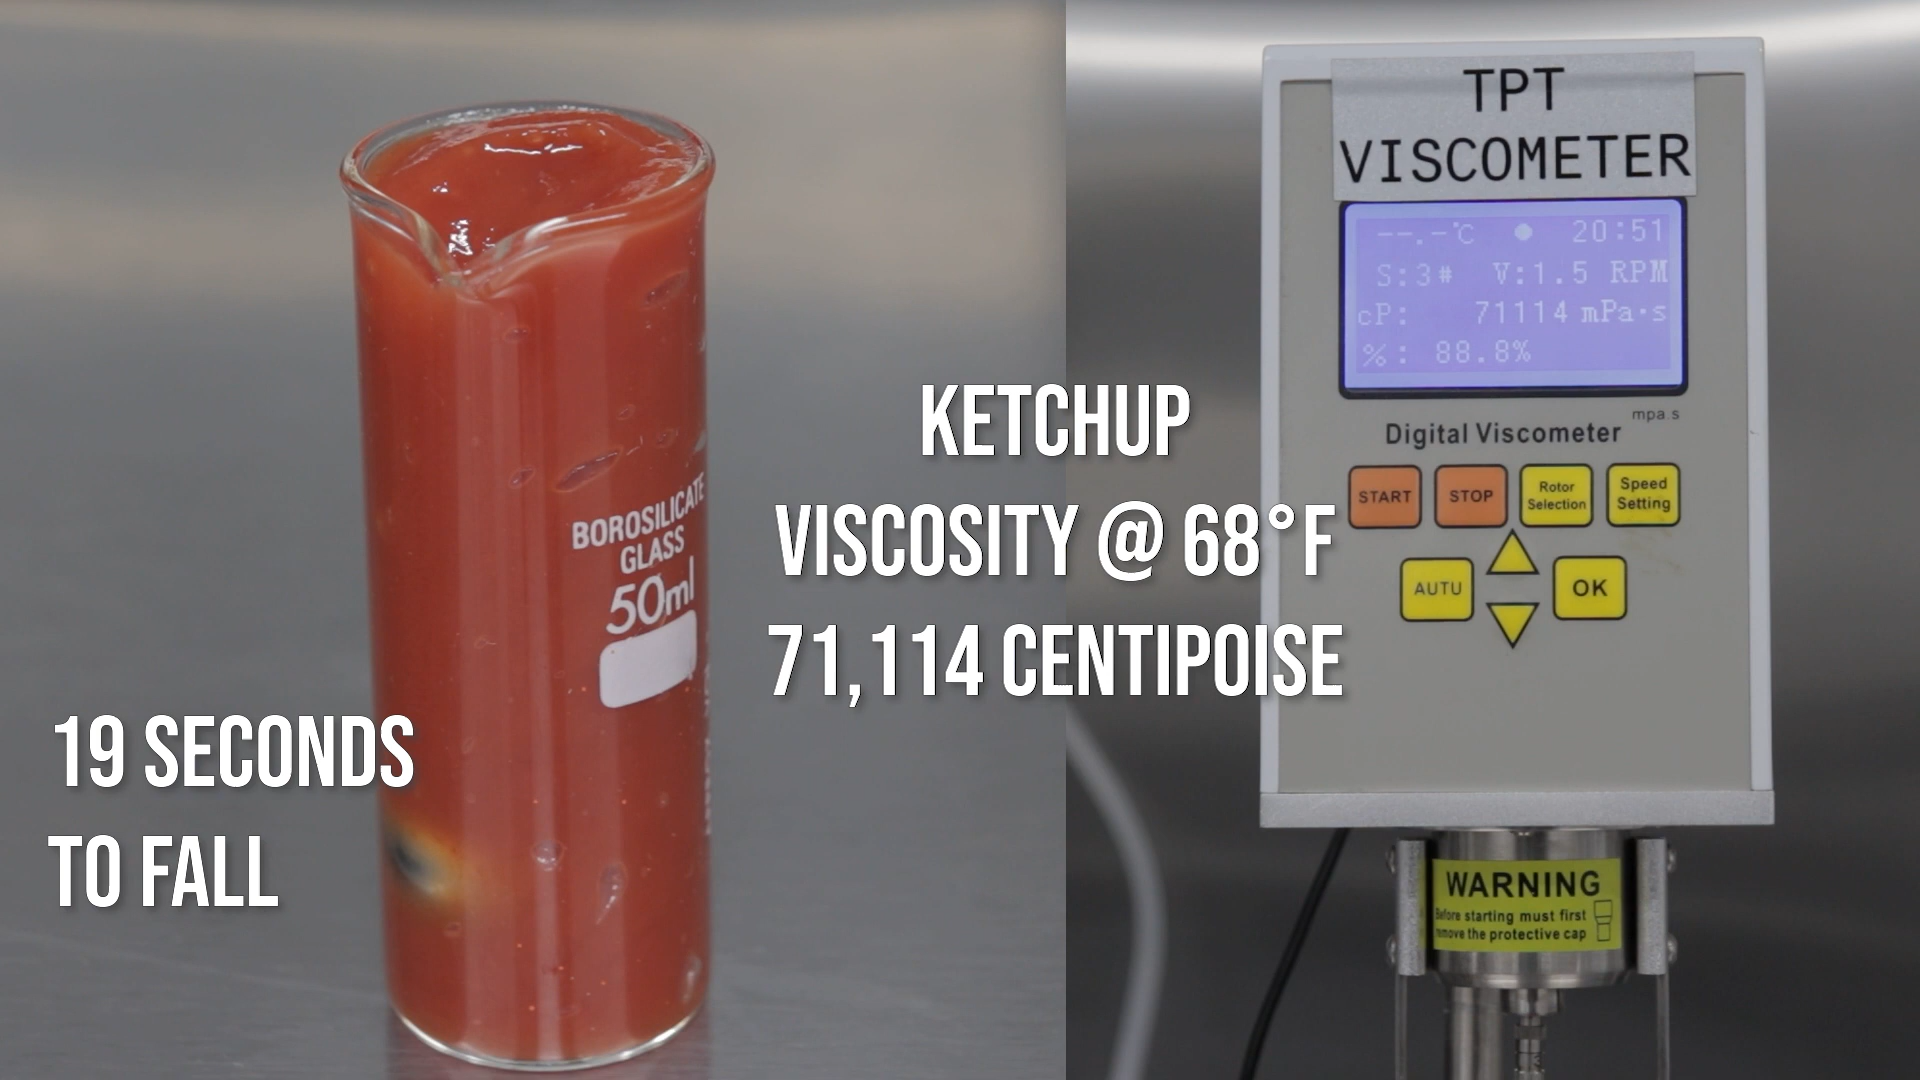 BOROSILICATE
GLASS
50ml
19 SECONDS
TO FALL
KETCHUP
VISCOSITY @ 68°F
71,114 CENTIPOISE
TPT
VISCOMETER
--.-°C ● 20:51
S:3# V:1.5 RPM
cP: 71114 mPa·s
%: 88.8%
mpa.s
Digital Viscometer
START
STOP
Rotor
Selection
Speed
Setting
AUTU
OK
WARNING
Before starting must first
remove the protective cap